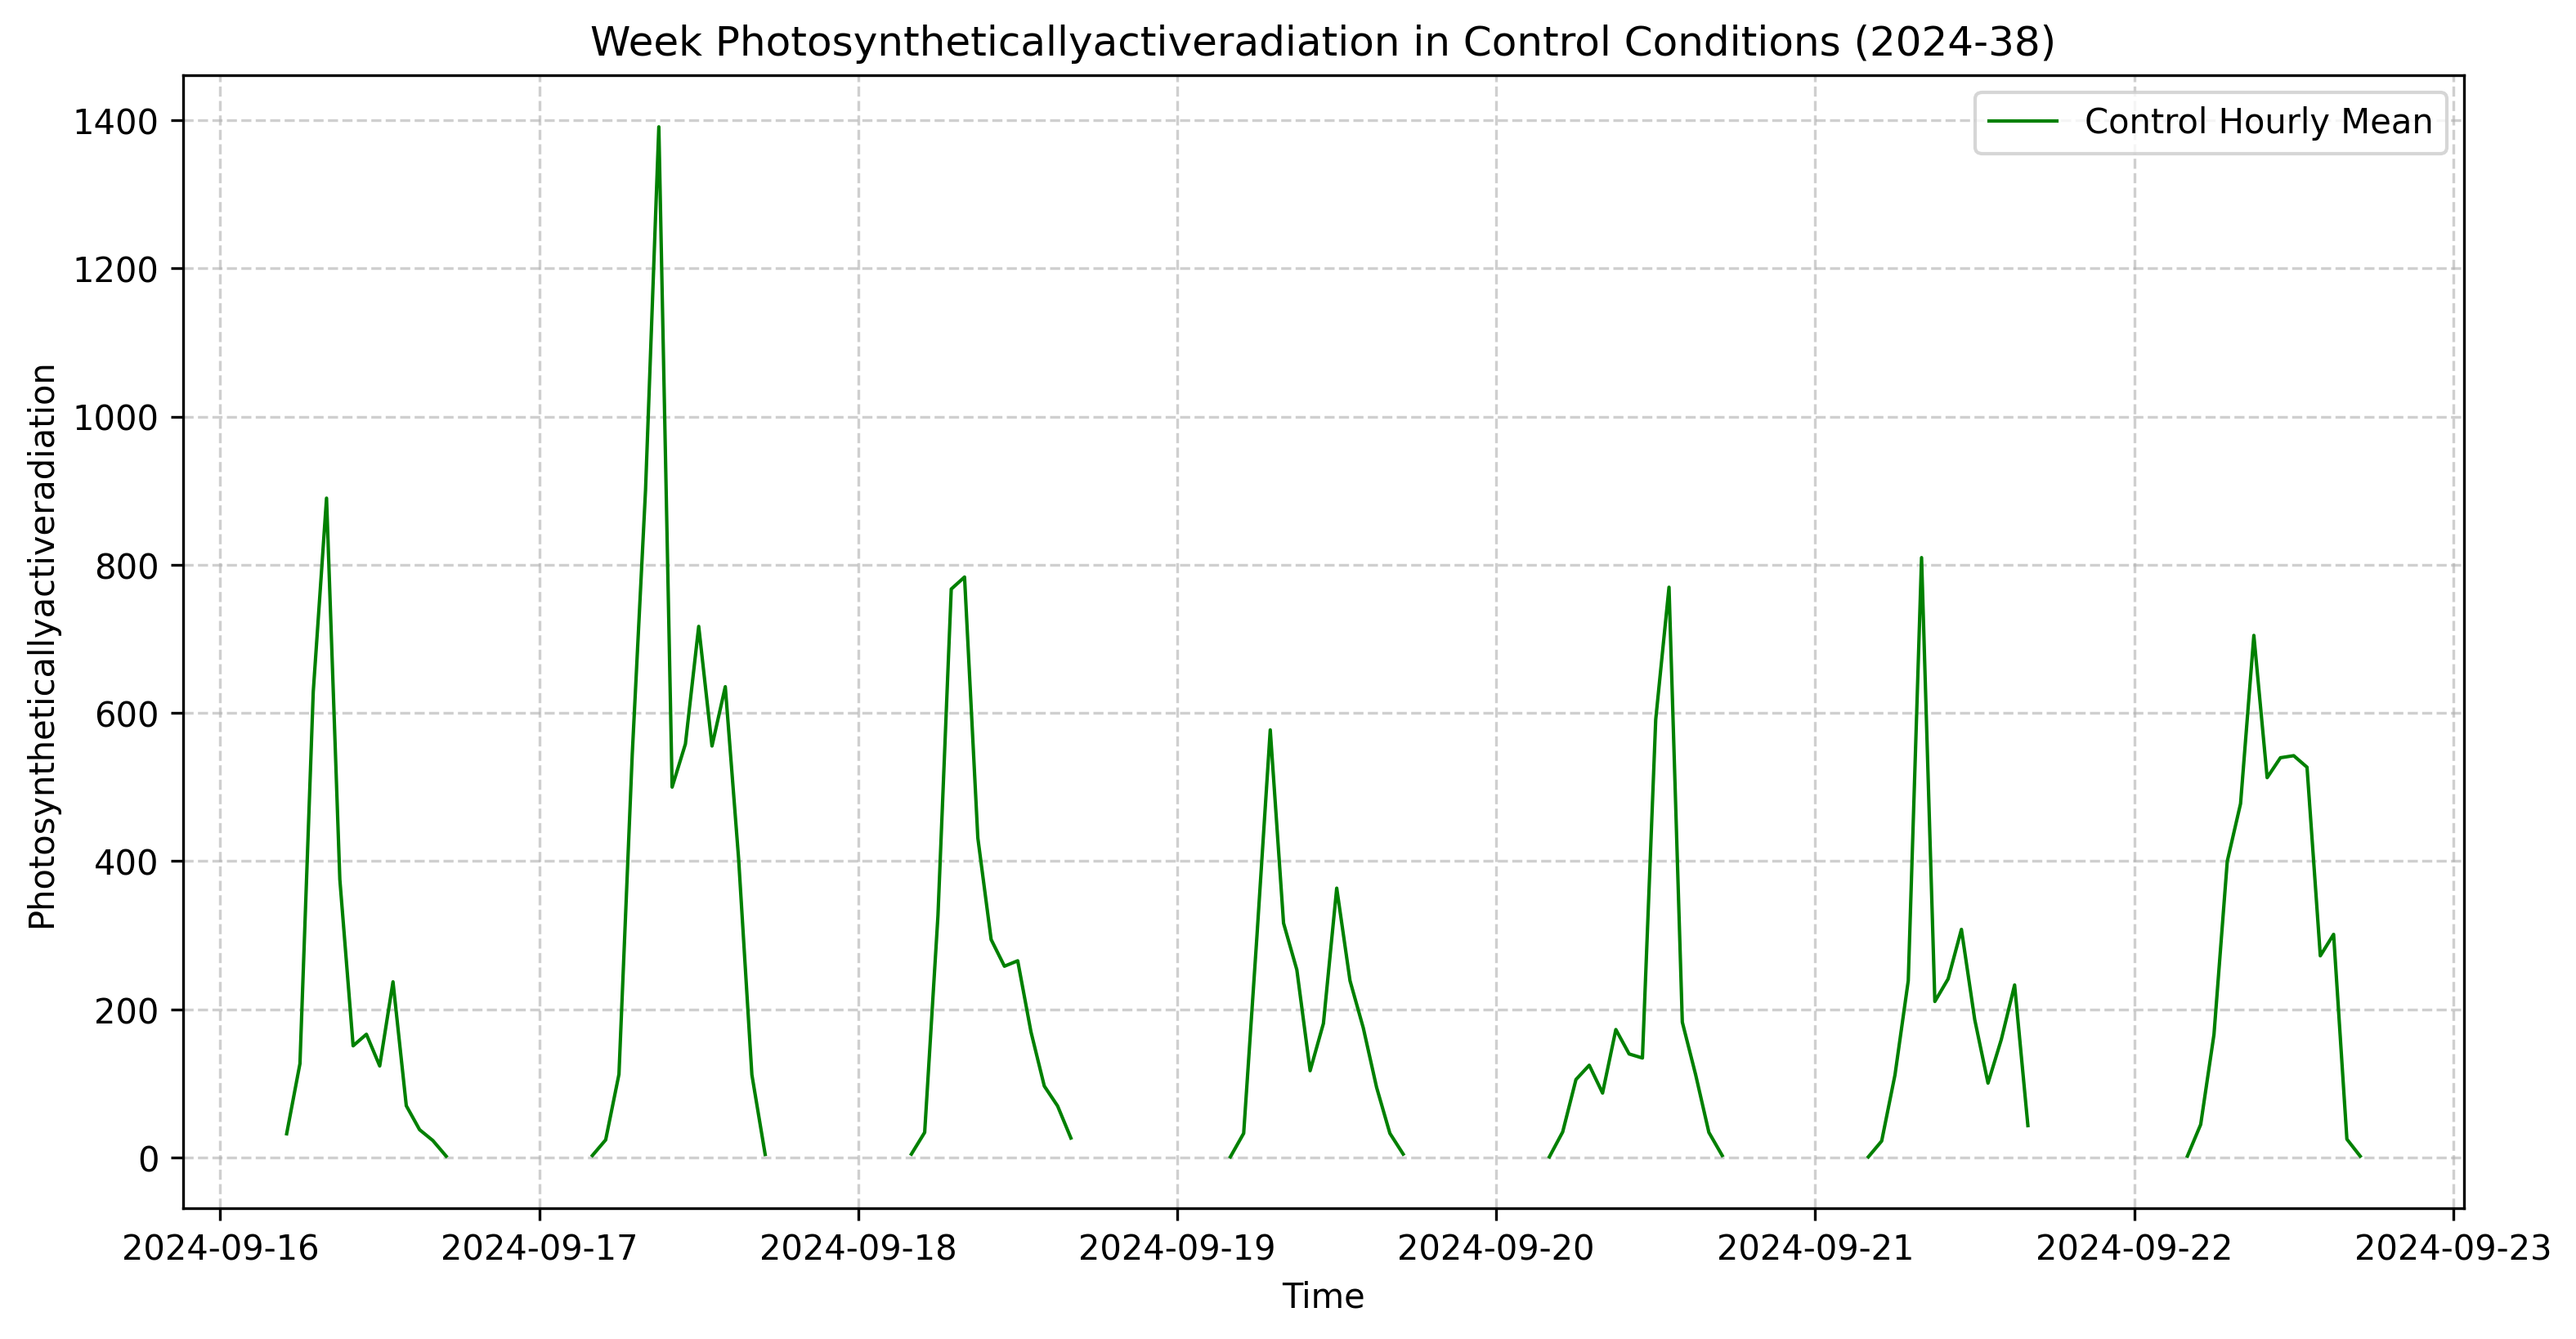 Week Photosyntheticallyactiveradiation in Control Conditions (2024-38)
Control Hourly Mean
Photosyntheticallyactiveradiation
1400
1200
1000
800
600
400
200
0
2024-09-16 2024-09-17 2024-09-18 2024-09-19 2024-09-20 2024-09-21 2024-09-22 2024-09-23
Time